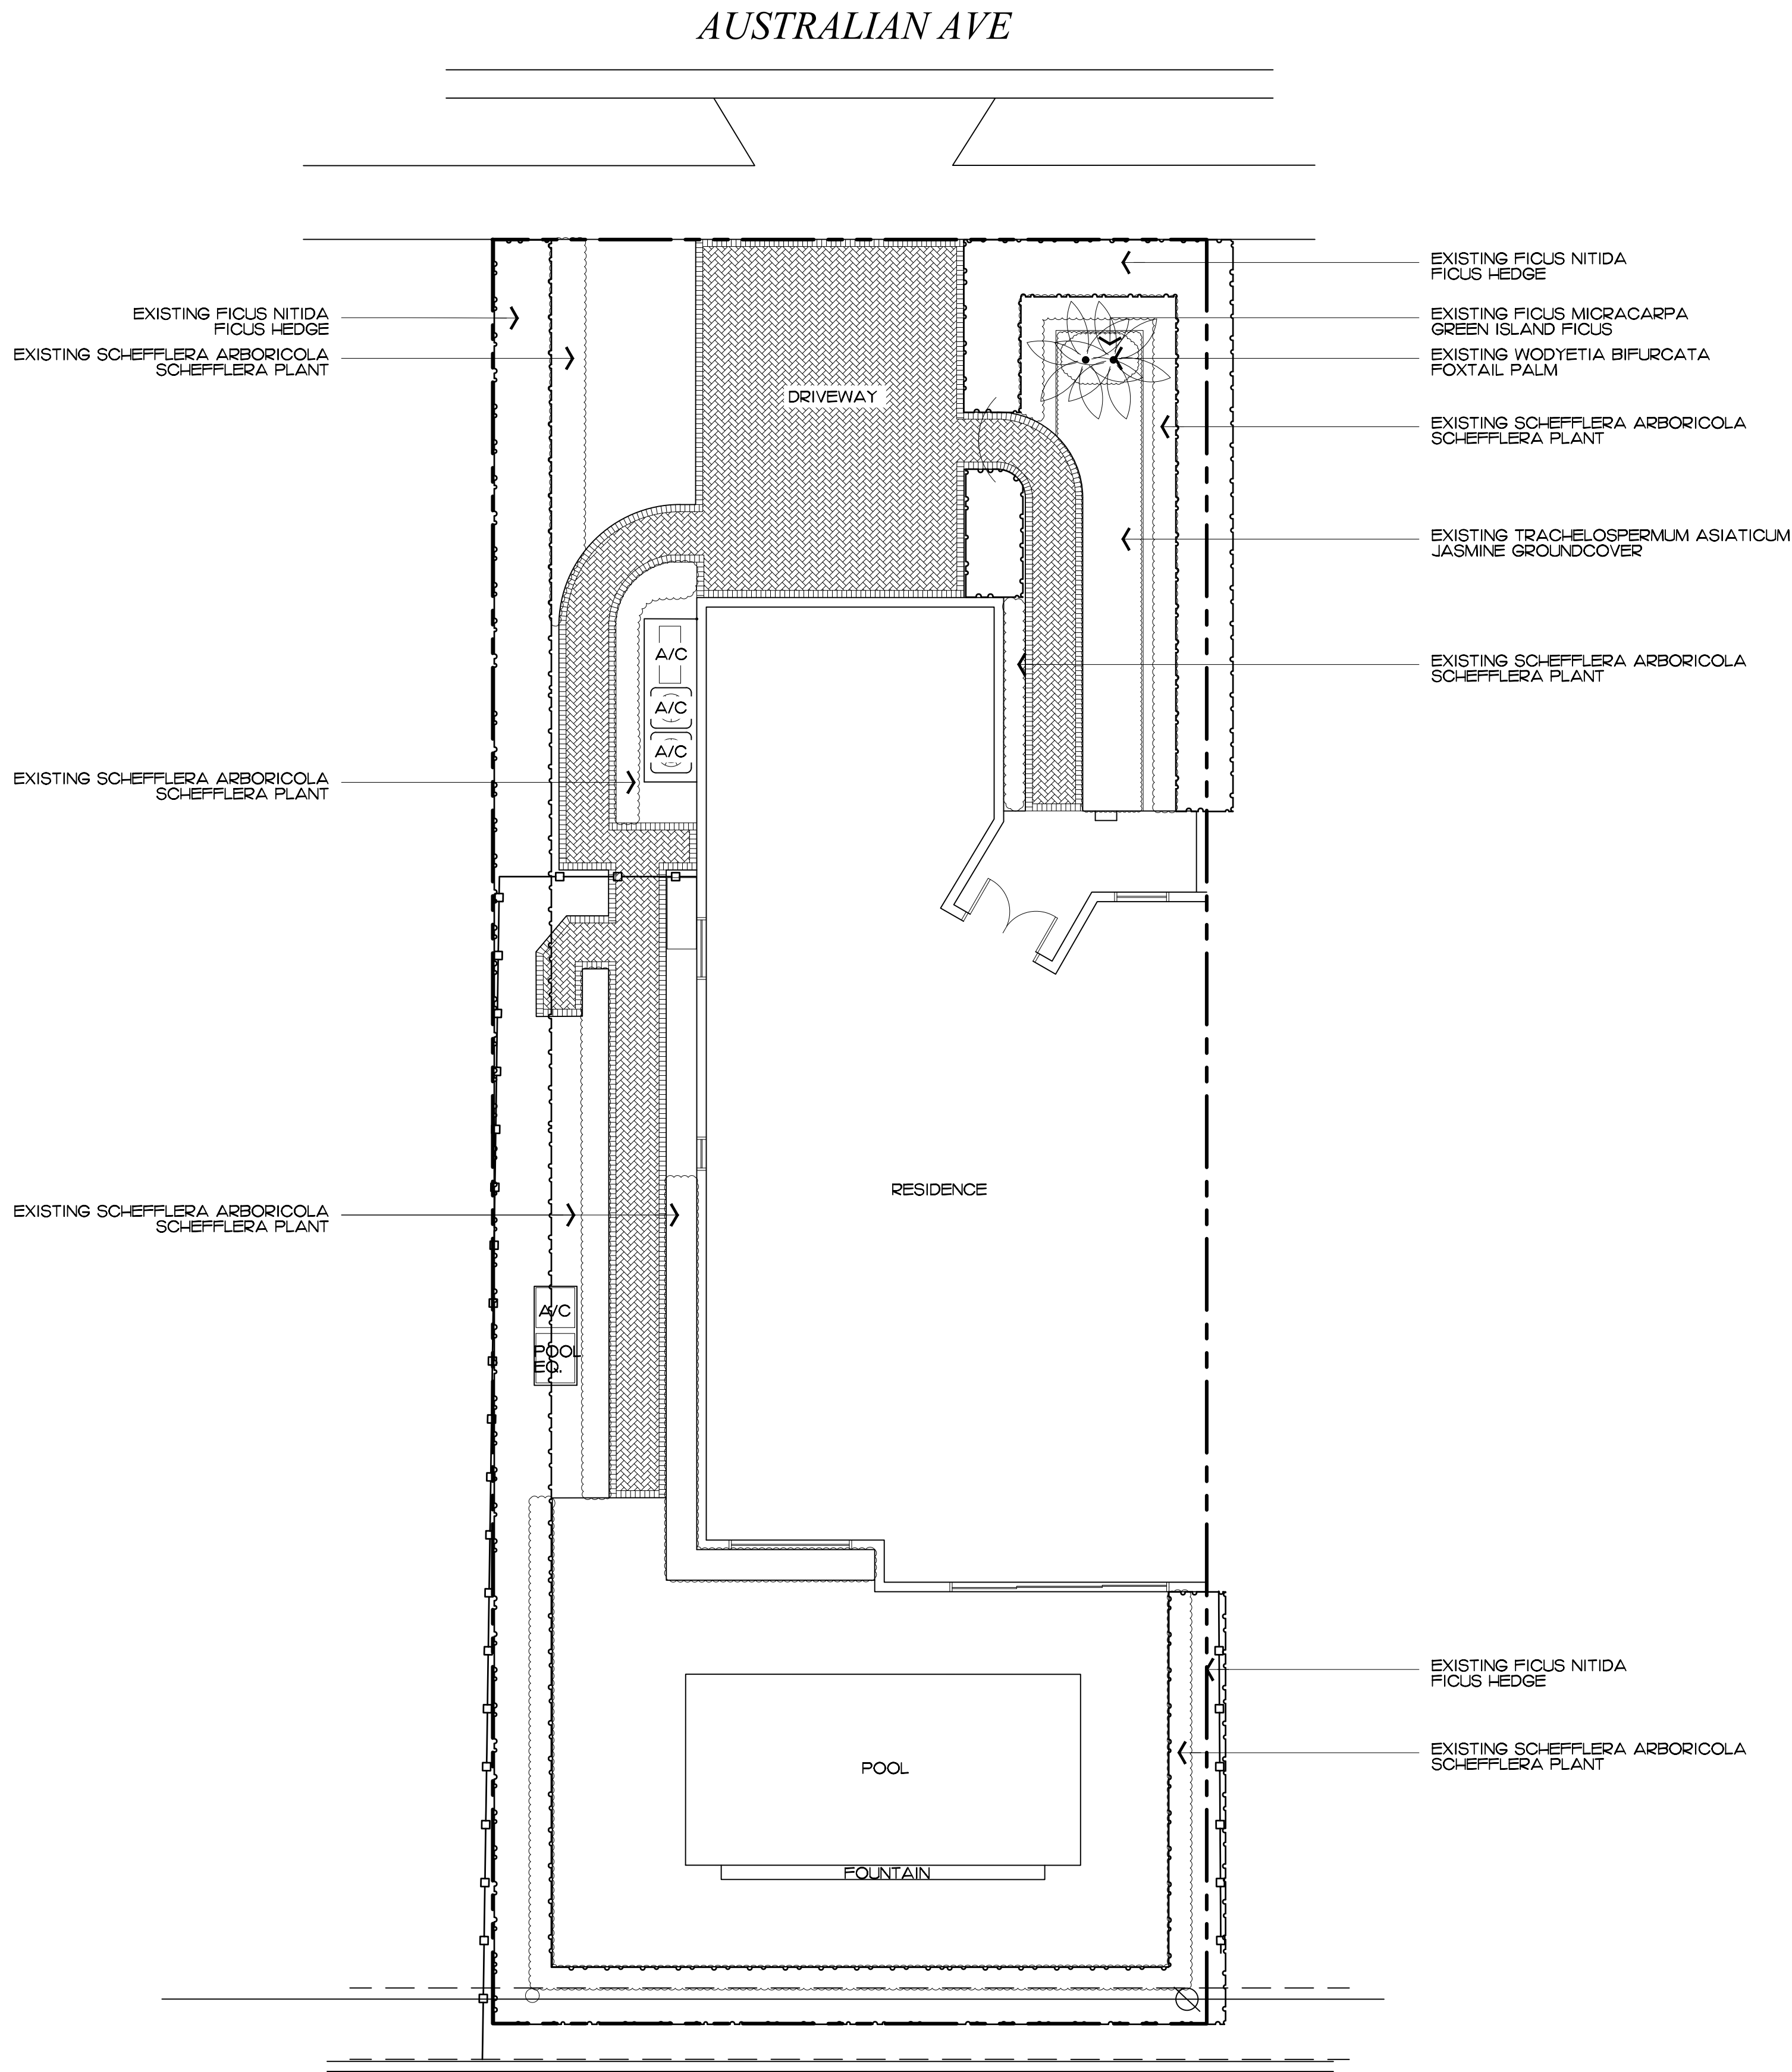 AUSTRALIAN AVE
EXISTING FICUS NITIDA
FICUS HEDGE
EXISTING SCHEFFLERA ARBORICOLA
SCHEFFLERA PLANT
EXISTING FICUS NITIDA
FICUS HEDGE
EXISTING FICUS MICRACARPA
GREEN ISLAND FICUS
EXISTING WODYETIA BIFURCATA
FOXTAIL PALM
DRIVEWAY
EXISTING SCHEFFLERA ARBORICOLA
SCHEFFLERA PLANT
EXISTING TRACHELOSPERMUM ASIATICUM
JASMINE GROUNDCOVER
A/C
A/C
A/C
EXISTING SCHEFFLERA ARBORICOLA
SCHEFFLERA PLANT
EXISTING SCHEFFLERA ARBORICOLA
SCHEFFLERA PLANT
RESIDENCE
EXISTING SCHEFFLERA ARBORICOLA
SCHEFFLERA PLANT
A/C
POOL
EQ.
EXISTING FICUS NITIDA
FICUS HEDGE
EXISTING SCHEFFLERA ARBORICOLA
SCHEFFLERA PLANT
POOL
FOUNTAIN